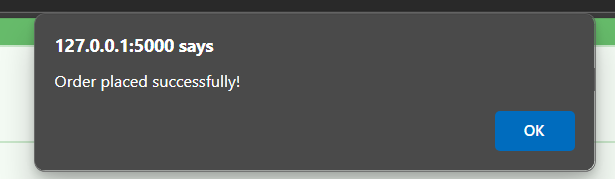 127.0.0.1:5000 says
Order placed successfully!
OK